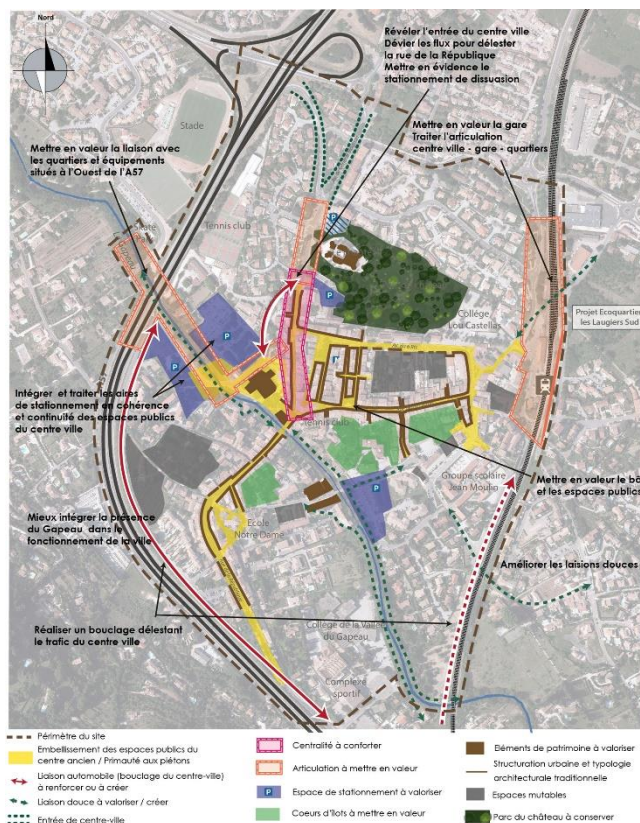 Nord
Révéler l'entrée du centre ville
Dévier les flux pour délester
la rue de la République
Mettre en évidence le
stationnement de dissuasion
Stade
Mettre en valeur la gare
Traiter l'articulation
centre ville - gare - quartiers
Mettre en valeur la liaison avec
les quartiers et équipements
situés à l'Ouest de l'A57
Tennis club
P
Collège
Lou Castellas
Projet Ecoquartier
les Laugiers Sud
P
P
P
Intégrer et traiter les aires
de stationnement en cohérence
et continuité des espaces publics
du centre ville
Tennis club
Groupe scolaire
Jean Moulin
Mettre en valeur le bâ
et les espaces publics
P
Mieux intégrer la présence
du Gapeau dans le
fonctionnement de la ville
Ecole
Notre Dame
Améliorer les laisions douces
Réaliser un bouclage délestant
le trafic du centre ville
Collège de la Vallée
du Gapeau
Complexe
sportif
Périmètre du site
Embellissement des espaces publics du
centre ancien / Primauté aux piétons
Liaison automobile (bouclage du centre-ville)
à renforcer ou à créer
Liaison douce à valoriser / créer
Entrée de centre-ville
Centralité à conforter
Articulation à mettre en valeur
P Espace de stationnement à valoriser
Coeurs d'îlots à mettre en valeur
Eléments de patrimoine à valoriser
Structuration urbaine et typologie
architecturale traditionnelle
Espaces mutables
Parc du château à conserver